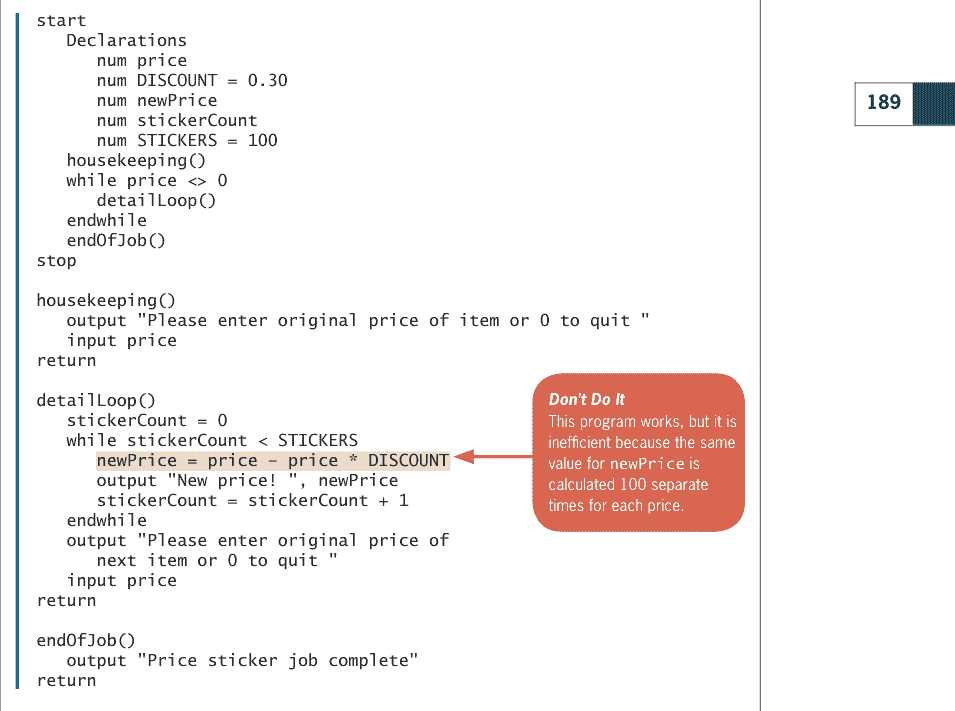 start
Declarations
num price
num DISCOUNT = 0.30
num newPrice
num stickerCount
num STICKERS = 100
housekeeping()
while price <> 0
detailLoop()
endwhile
endOfJob()
stop
housekeeping()
output "Please enter original price of item or 0 to quit "
input price
return
detailLoop()
stickerCount = 0
while stickerCount < STICKERS
newPrice = price - price * DISCOUNT
output "New price! ", newPrice
stickerCount = stickerCount + 1
endwhile
output "Please enter original price of
next item or 0 to quit "
input price
return
endOfJob()
output "Price sticker job complete"
return
Don't Do It
This program works, but it is
inefficient because the same
value for newPrice is
calculated 100 separate
times for each price.
189